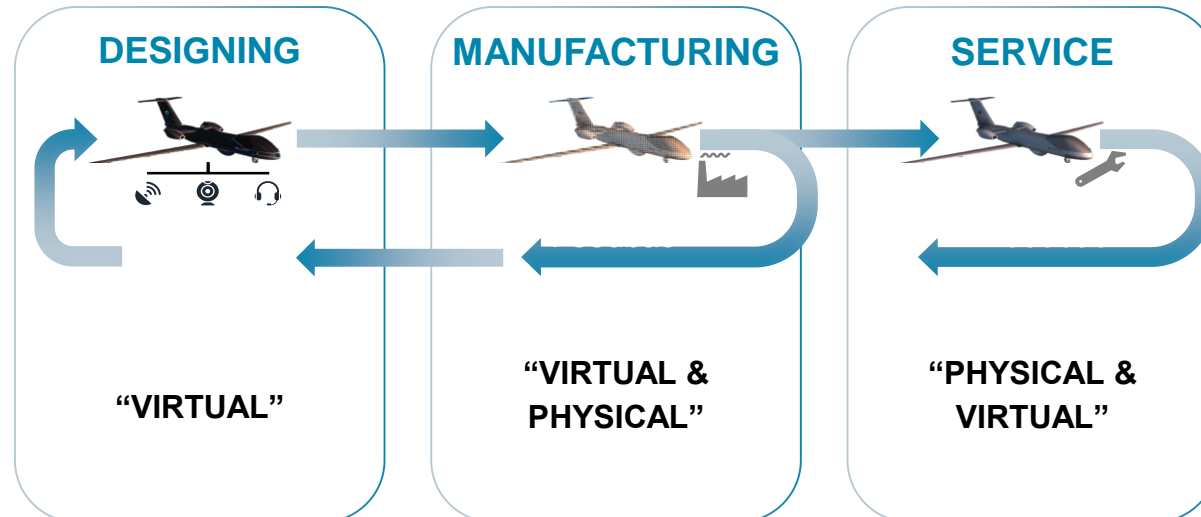 DESIGNING
MANUFACTURING
SERVICE
“VIRTUAL”
“VIRTUAL &
PHYSICAL”
“PHYSICAL &
VIRTUAL”